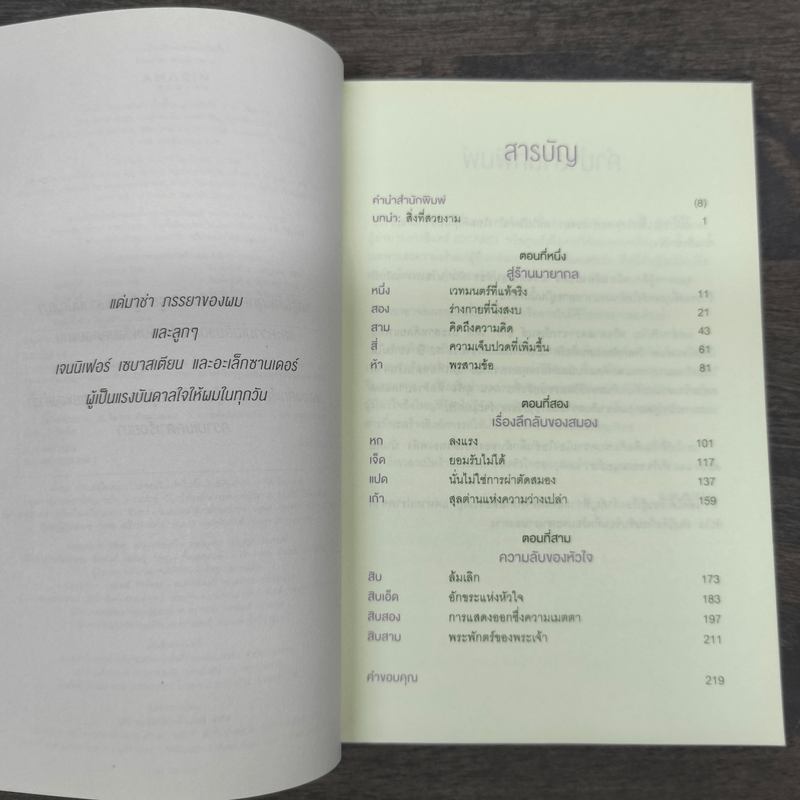 แด่มาช่า ภรรยาของผม
และลูกๆ
เจนนิเฟอร์ เซบาสเตียน และอะเล็กซานเดอร์
ผู้เป็นแรงบันดาลใจให้ผมในทุกวัน
สารบัญ
คำนำสำนักพิมพ์ (8)
บทนำ: สิ่งที่สวยงาม 1
ตอนที่หนึ่ง
สู่ร้านมายากล
หนึ่ง เวทมนตร์ที่แท้จริง 11
สอง ร่างกายที่นิ่งสงบ 21
สาม คิดถึงความคิด 43
สี่ ความเจ็บปวดที่เพิ่มขึ้น 61
ห้า พรสามข้อ 81
ตอนที่สอง
เรื่องลึกลับของสมอง
หก ลงแรง 101
เจ็ด ยอมรับไม่ได้ 117
แปด นั่นไม่ใช่การผ่าตัดสมอง 137
เก้า สุลต่านแห่งความว่างเปล่า 159
ตอนที่สาม
ความลับของหัวใจ
สิบ ล้มเลิก 173
สิบเอ็ด อักขระแห่งหัวใจ 183
สิบสอง การแสดงออกซึ่งความเมตตา 197
สิบสาม พระพักตร์ของพระเจ้า 211
คำขอบคุณ 219